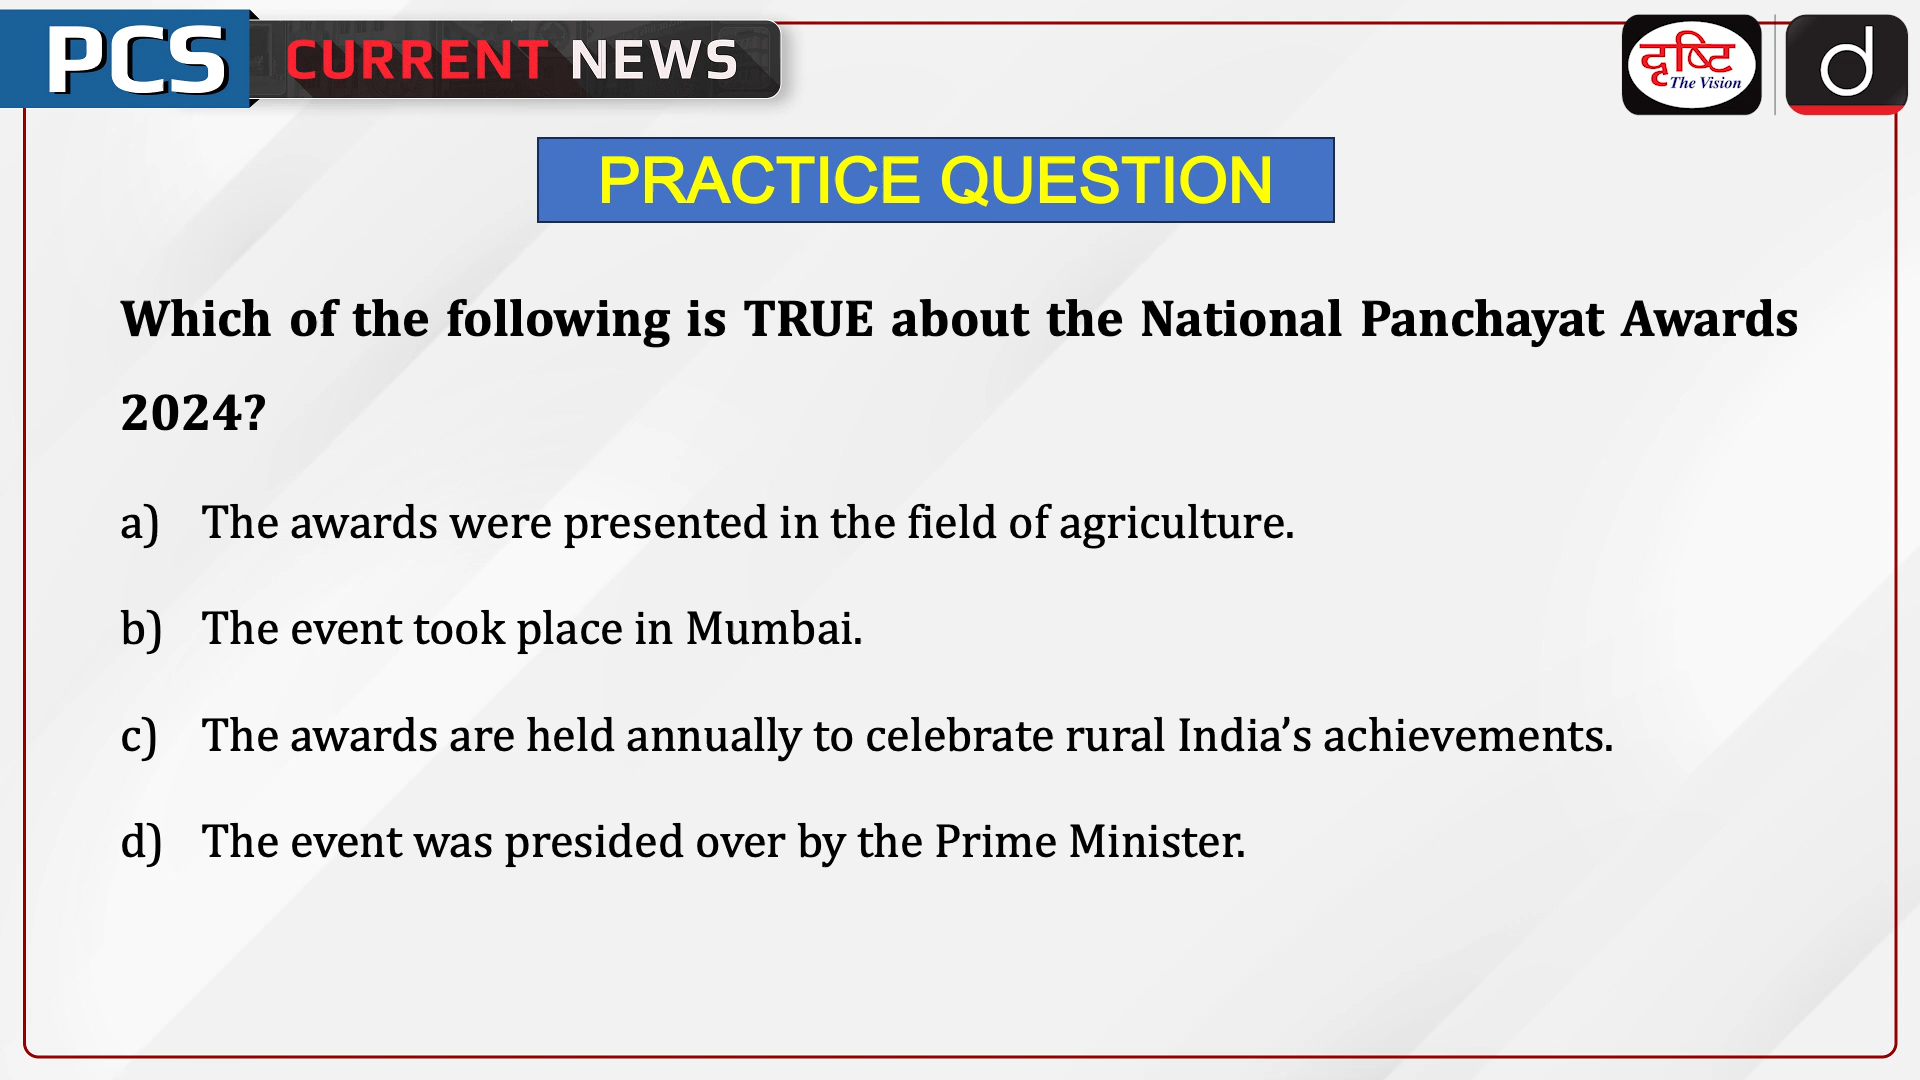 PCS CURRENT NEWS
दृष्टि
The Vision
d
PRACTICE QUESTION
Which of the following is TRUE about the National Panchayat Awards
2024?
a) The awards were presented in the field of agriculture.
b) The event took place in Mumbai.
c) The awards are held annually to celebrate rural India’s achievements.
d) The event was presided over by the Prime Minister.